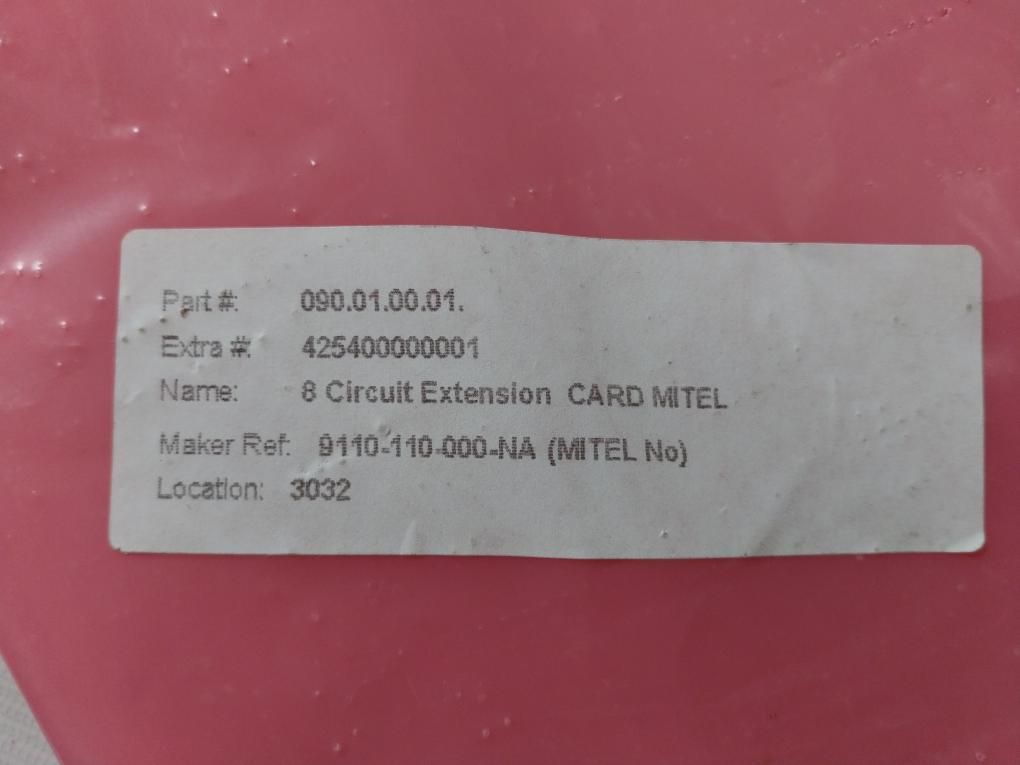 Part #: 090.01.00.01.
Extra #: 425400000001
Name: 8 Circuit Extension CARD MITEL
Maker Ref: 9110-110-000-NA (MITEL No)
Location: 3032